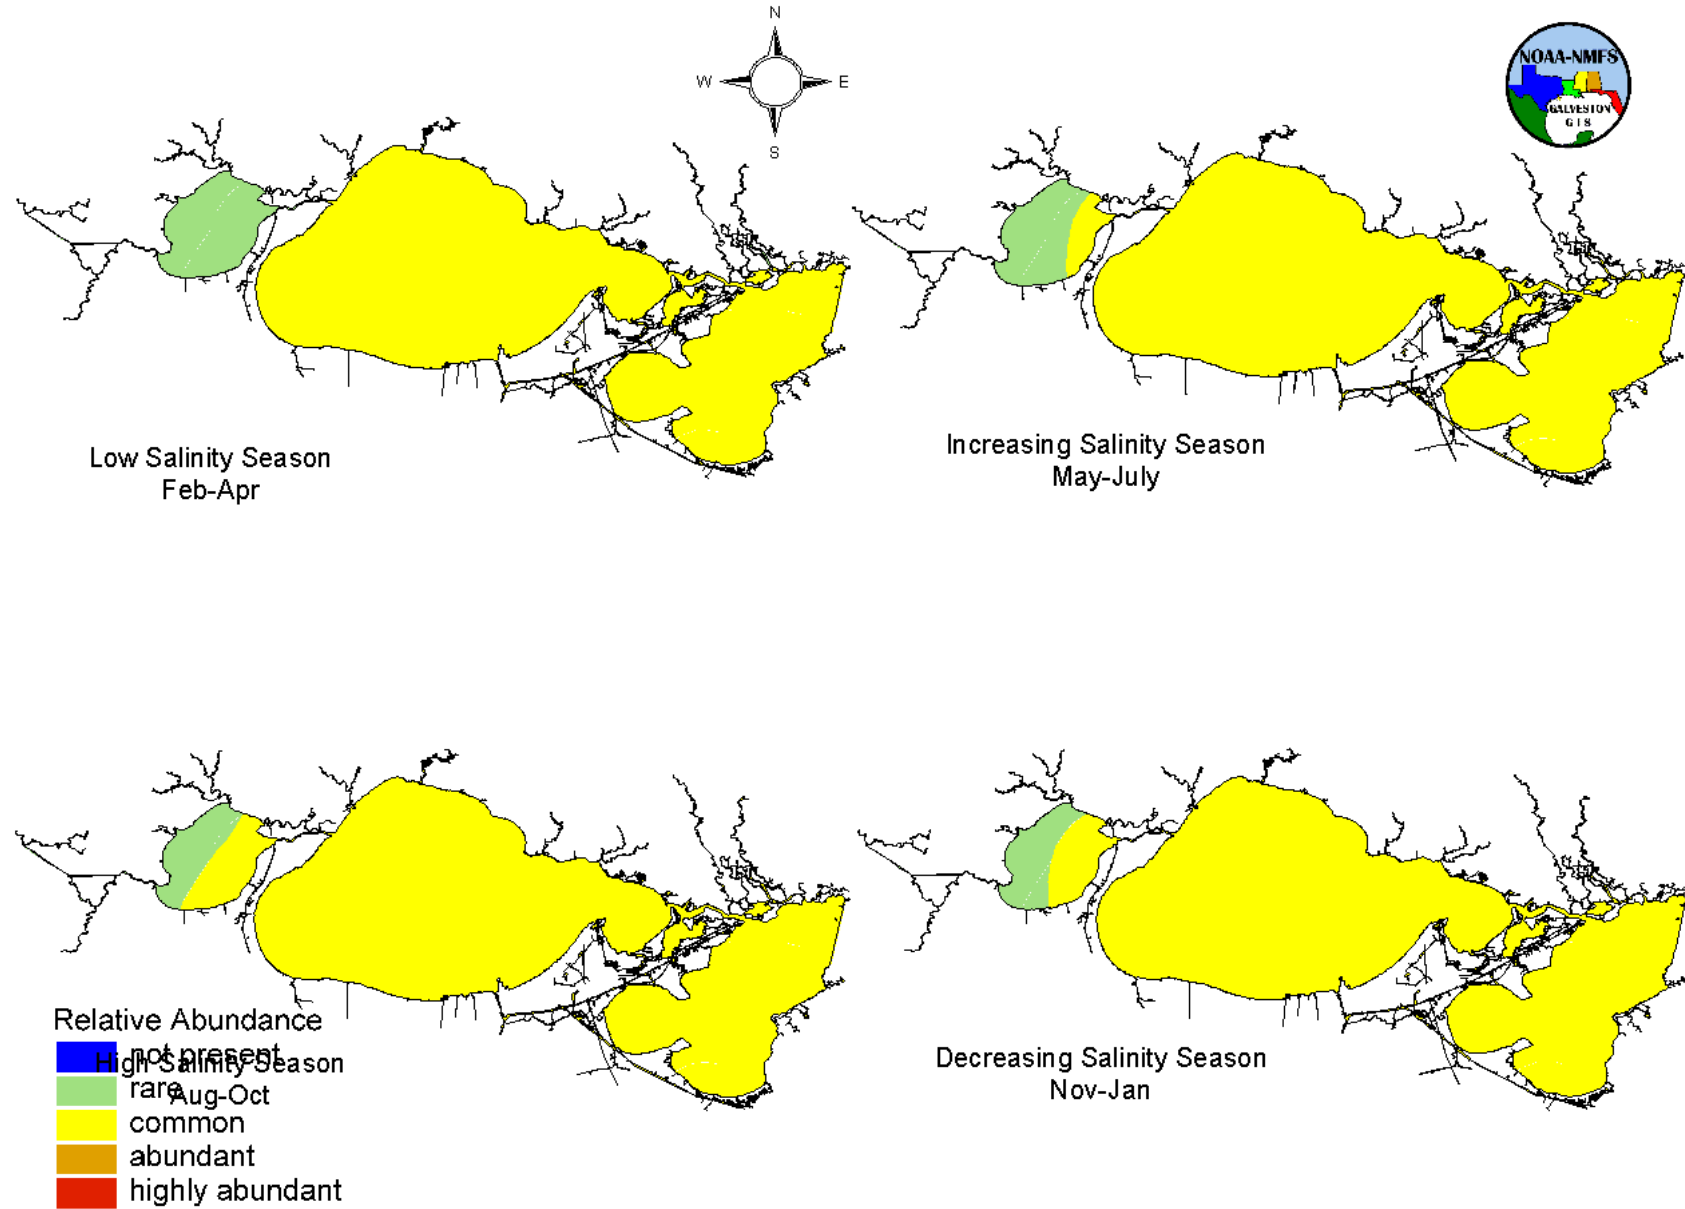 N
W E
S
NOAA-NMFS
GALVESTON
GIS
Low Salinity Season
Feb-Apr
Increasing Salinity Season
May-July
Relative Abundance
not present
High Salinity Season
rare
Aug-Oct
common
abundant
highly abundant
Decreasing Salinity Season
Nov-Jan